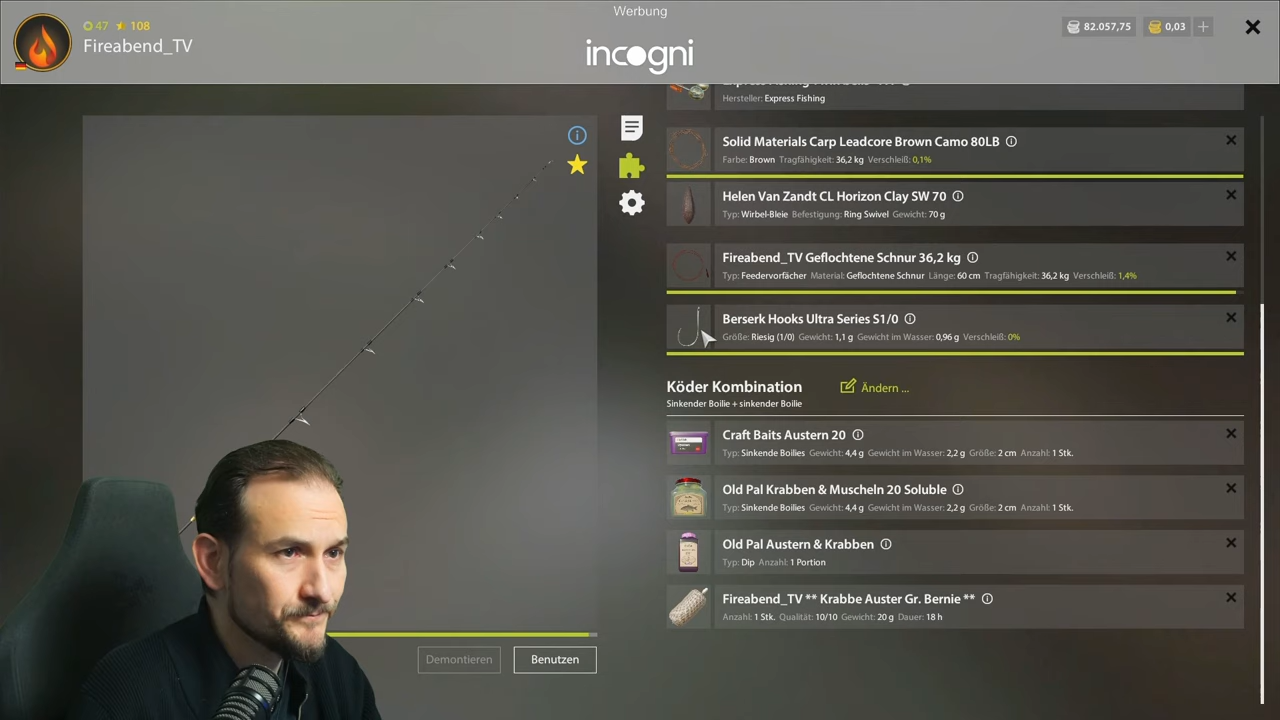 Werbung
47 108
Fireabend_TV
incogni
82.057,75
0,03
Hersteller: Express Fishing
Solid Materials Carp Leadcore Brown Camo 80LB
Farbe: Brown Tragfähigkeit: 36,2 kg Verschleiß: 0,1%
Helen Van Zandt CL Horizon Clay SW 70
Typ: Wirbel-Bleie Befestigung: Ring Swivel Gewicht: 70 g
Fireabend_TV Geflochtene Schnur 36,2 kg
Typ: Feedervorfächer Material: Geflochtene Schnur Länge: 60 cm Tragfähigkeit: 36,2 kg Verschleiß: 1,4%
Berserk Hooks Ultra Series S1/0
Größe: Riesig (1/0) Gewicht: 1,1 g Gewicht im Wasser: 0,96 g Verschleiß: 0%
Köder Kombination
Ändern ...
Sinkender Boilie + sinkender Boilie
Craft Baits Austern 20
Typ: Sinkende Boilies Gewicht: 4,4 g Gewicht im Wasser: 2,2 g Größe: 2 cm Anzahl: 1 Stk.
Old Pal Krabben & Muscheln 20 Soluble
Typ: Sinkende Boilies Gewicht: 4,4 g Gewicht im Wasser: 2,2 g Größe: 2 cm Anzahl: 1 Stk.
Old Pal Austern & Krabben
Typ: Dip Anzahl: 1 Portion
Fireabend_TV ** Krabbe Auster Gr. Bernie **
Anzahl: 1 Stk. Qualität: 10/10 Gewicht: 20 g Dauer: 18 h
Demontieren
Benutzen